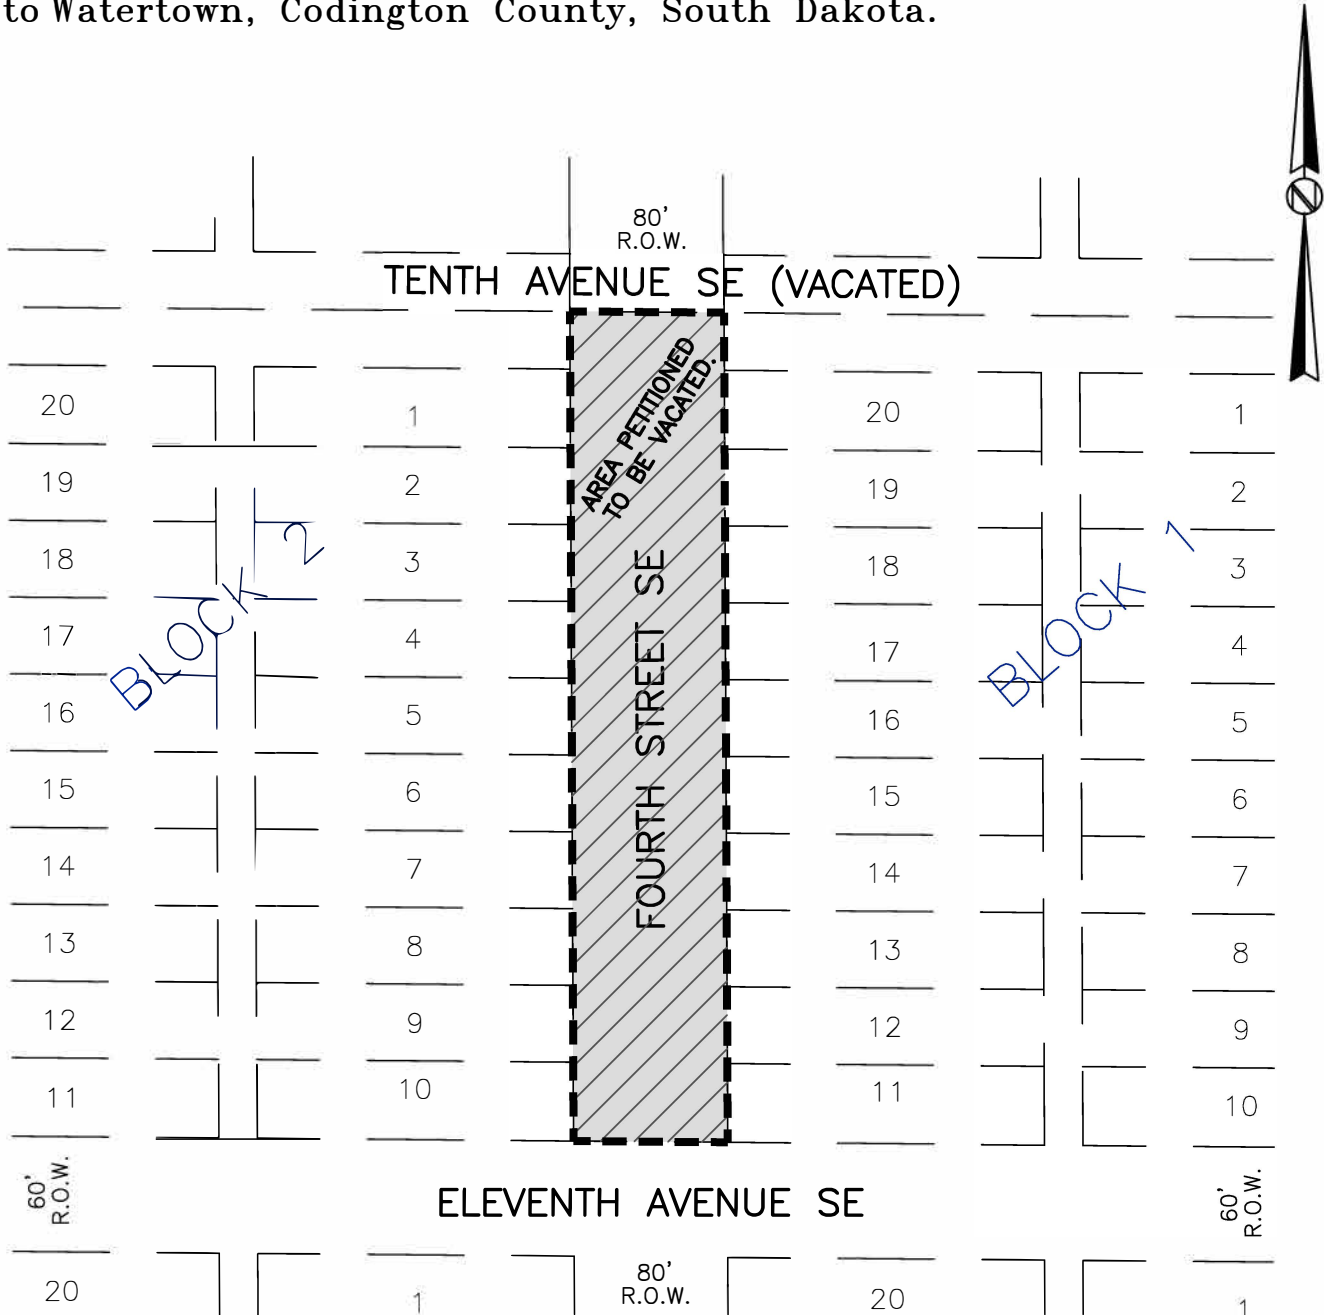 to Watertown, Codington County, South Dakota.
N
80'
R.O.W.
TENTH AVENUE SE (VACATED)
AREA PETITIONED
TO BE VACATED.
FOURTH STREET SE
BLOCK 2
BLOCK 1
20 1 20 1
19 2 19 2
18 3 18 3
17 4 17 4
16 5 16 5
15 6 15 6
14 7 14 7
13 8 13 8
12 9 12 9
11 10 11 10
60'
R.O.W.
ELEVENTH AVENUE SE
60'
R.O.W.
80'
R.O.W.
20 1 20 1